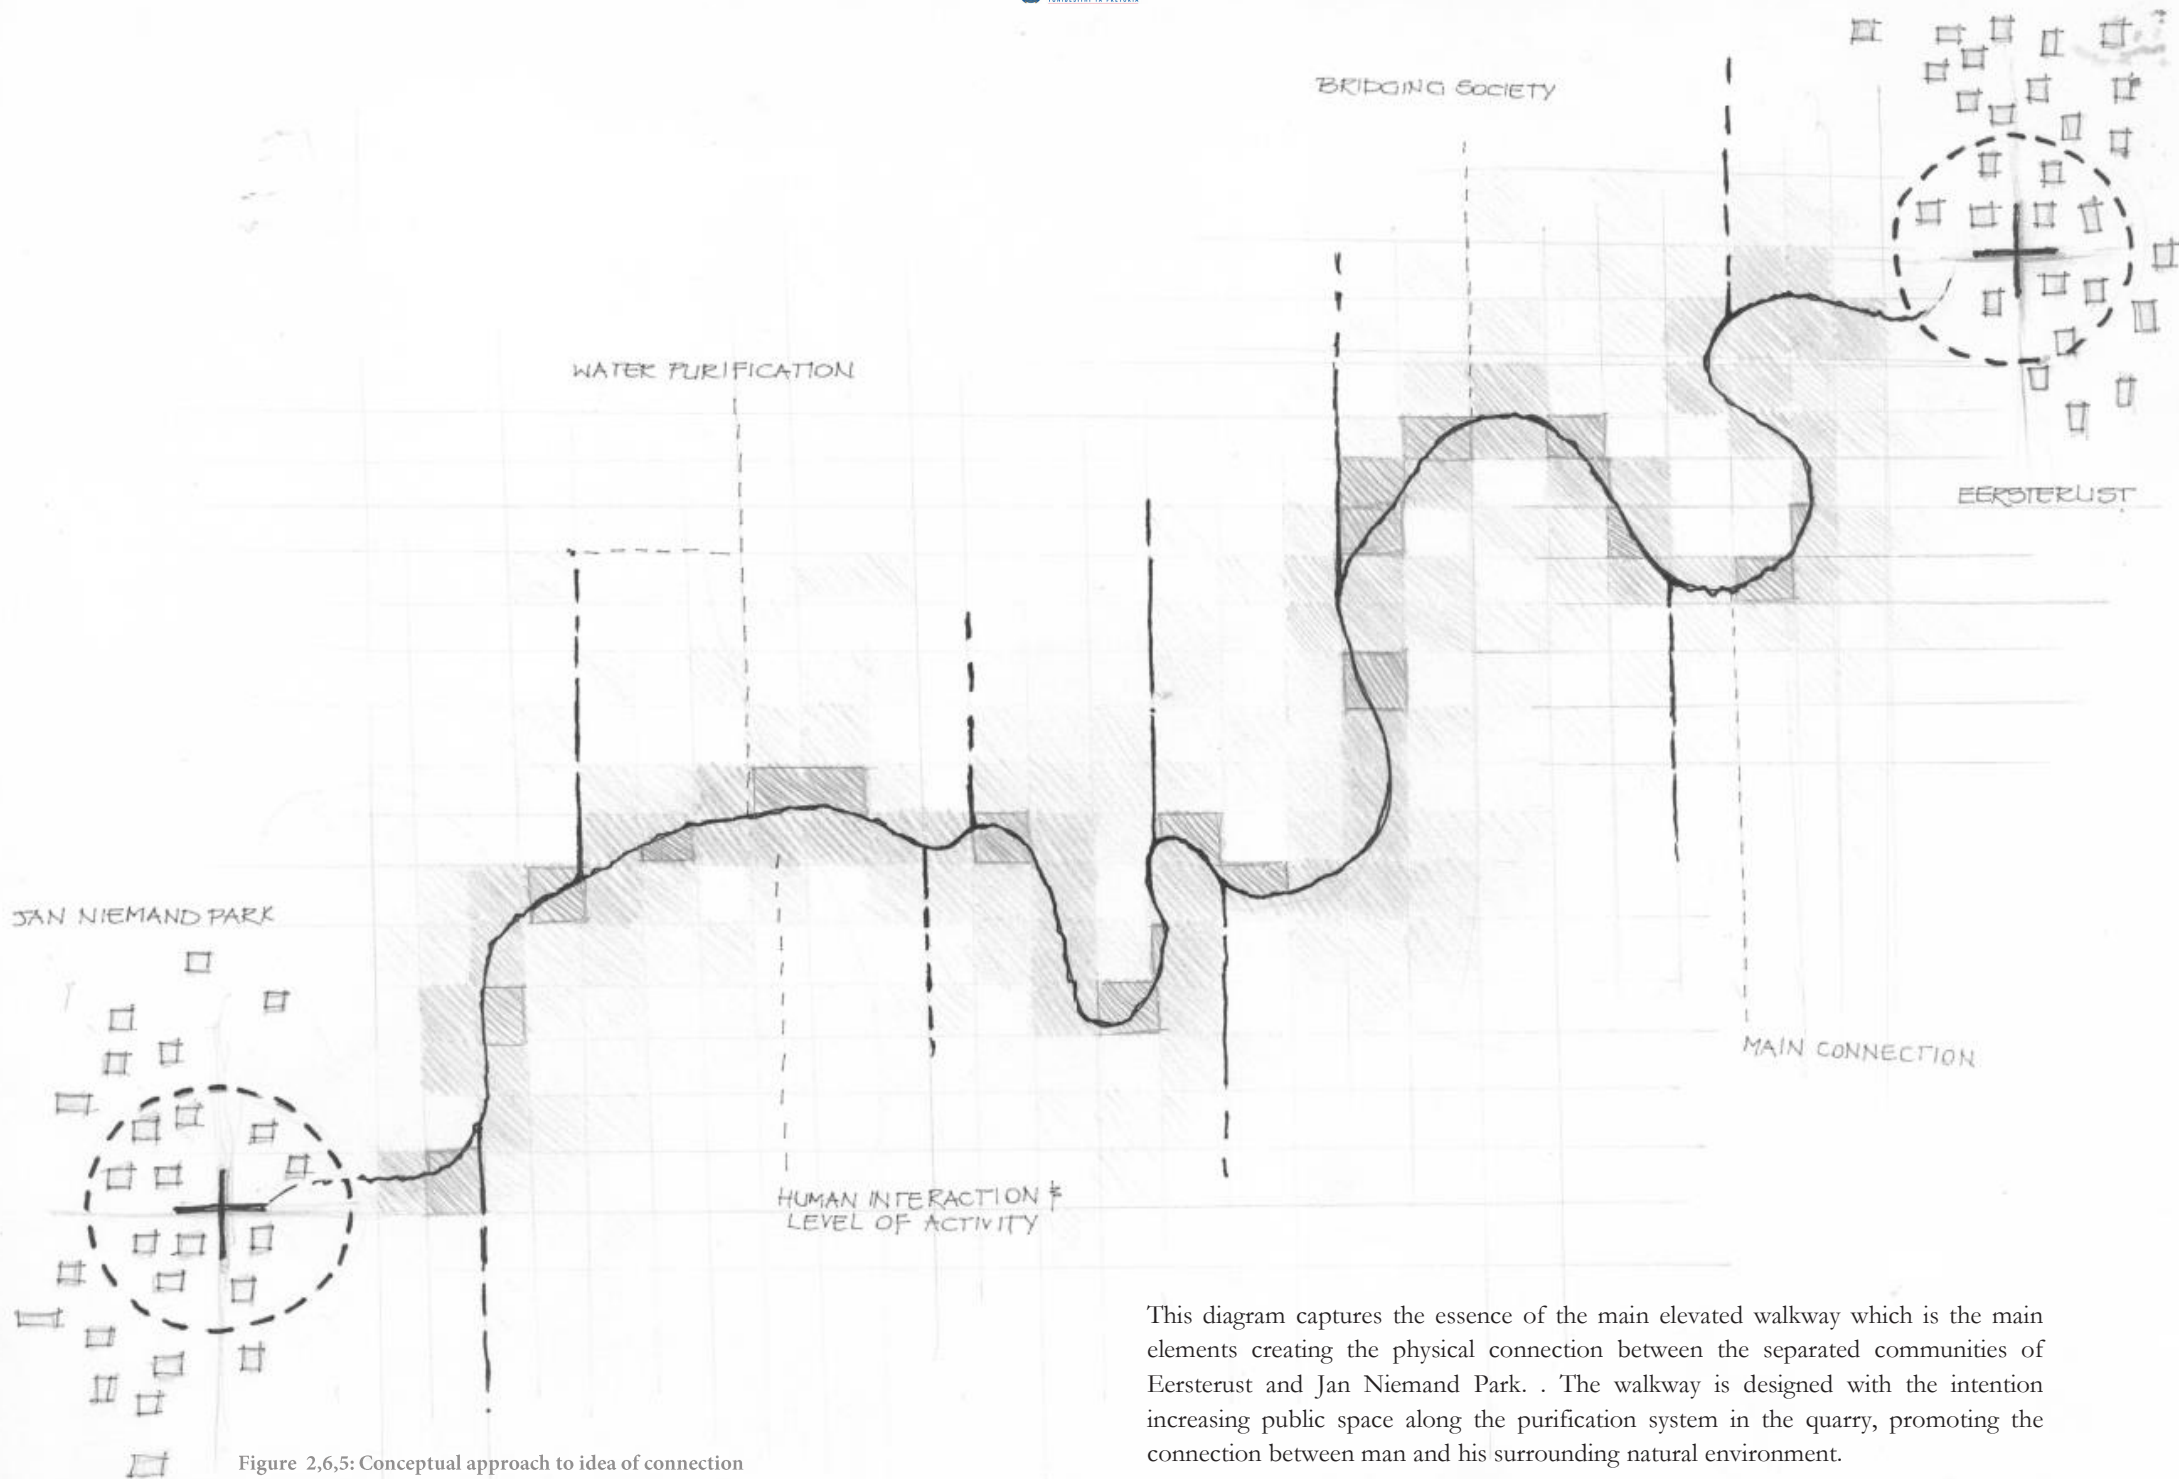 BRIDGING SOCIETY
WATER PURIFICATION
EERSTERUST
JAN NIEMAND PARK
MAIN CONNECTION
HUMAN INTERACTION &
LEVEL OF ACTIVITY
This diagram captures the essence of the main elevated walkway which is the main
elements creating the physical connection between the separated communities of
Eersterust and Jan Niemand Park. . The walkway is designed with the intention
increasing public space along the purification system in the quarry, promoting the
connection between man and his surrounding natural environment.
Figure 2,6,5: Conceptual approach to idea of connection